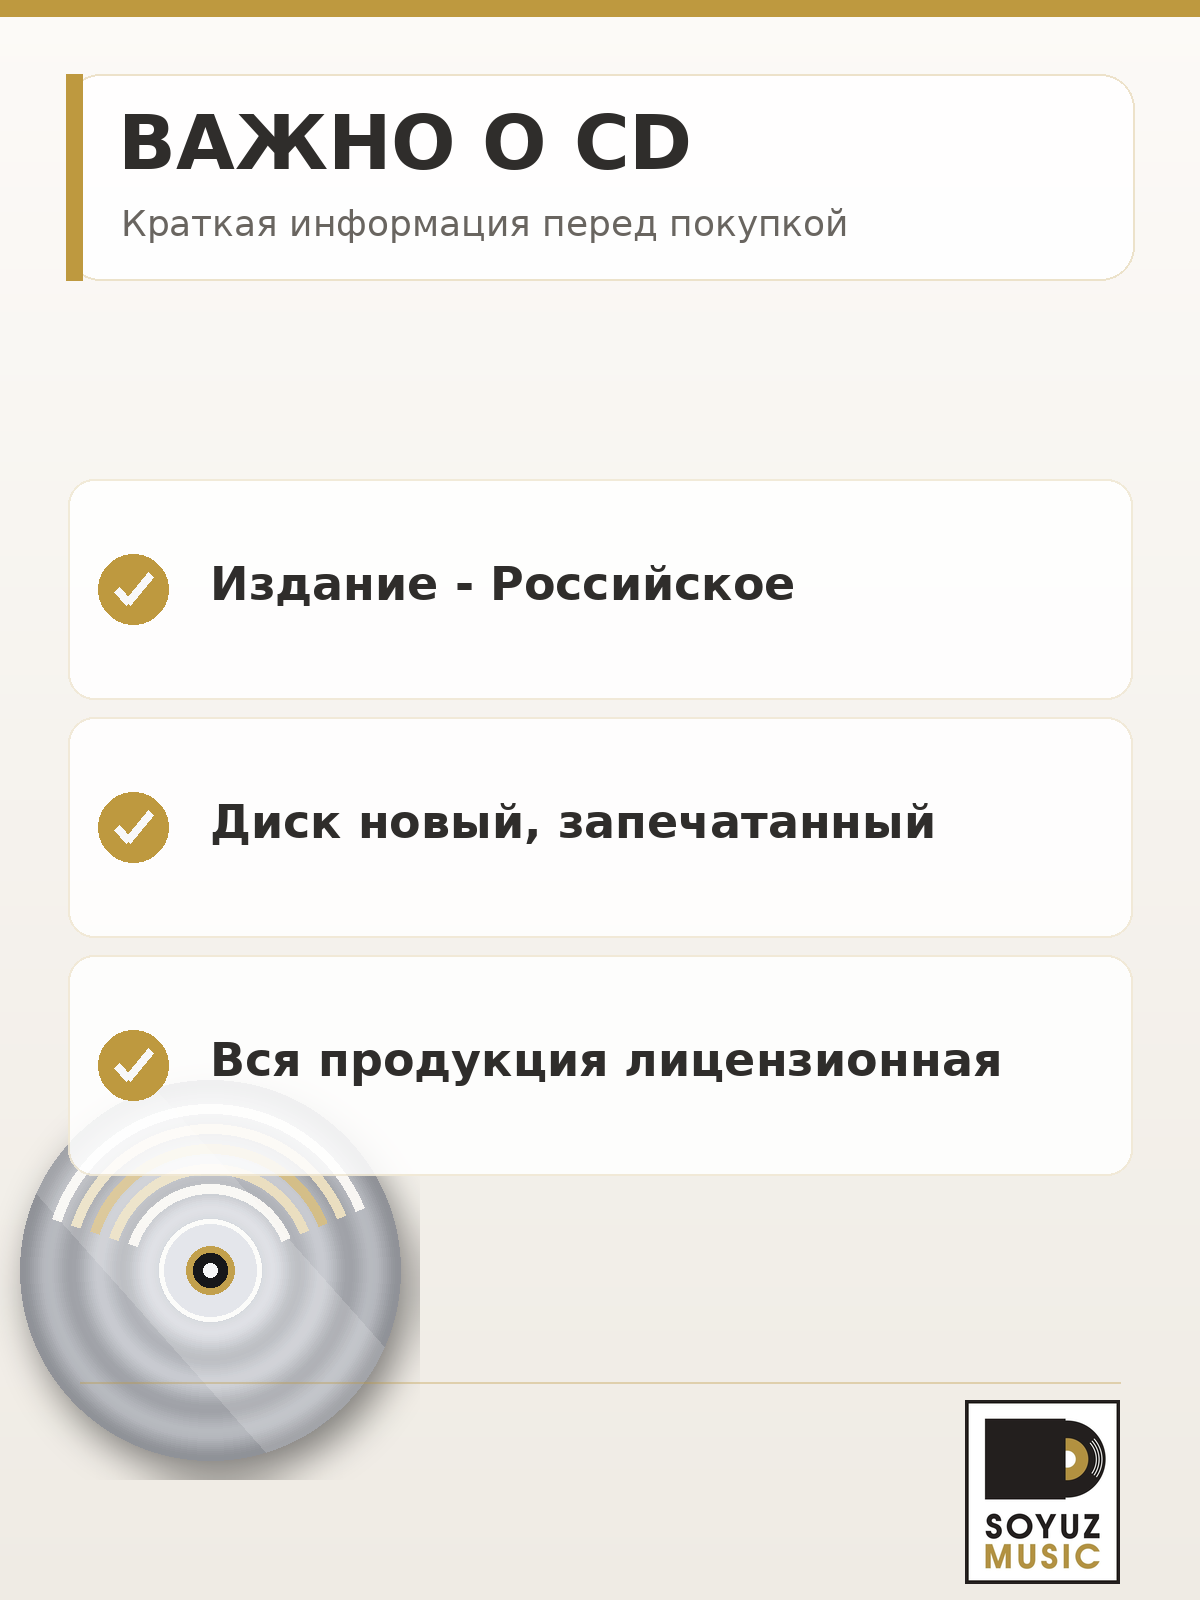 ВАЖНО О CD
Краткая информация перед покупкой
Издание - Российское
Диск новый, запечатанный
Вся продукция лицензионная
SOYUZ
MUSIC